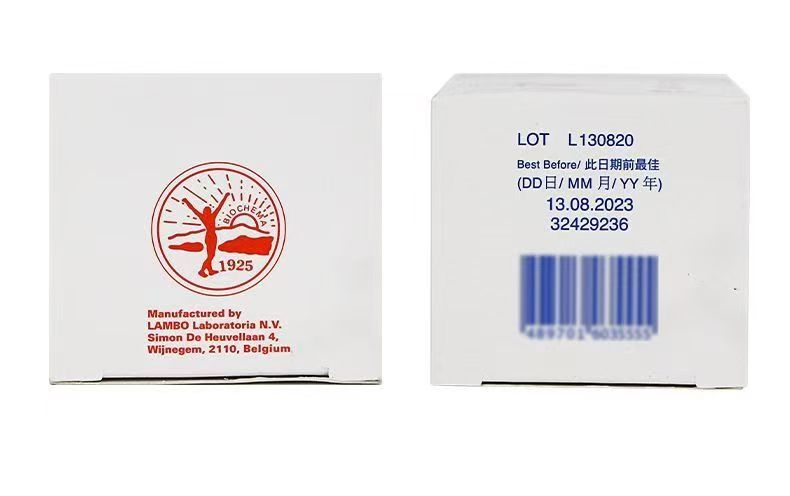 BIOCHEMA
1925
Manufactured by
LAMBO Laboratoria N.V.
Simon De Heuvellaan 4,
Wijnegem, 2110, Belgium
LOT L130820
Best Before/ 此日期前最佳
(DD日/ MM 月/ YY 年)
13.08.2023
32429236